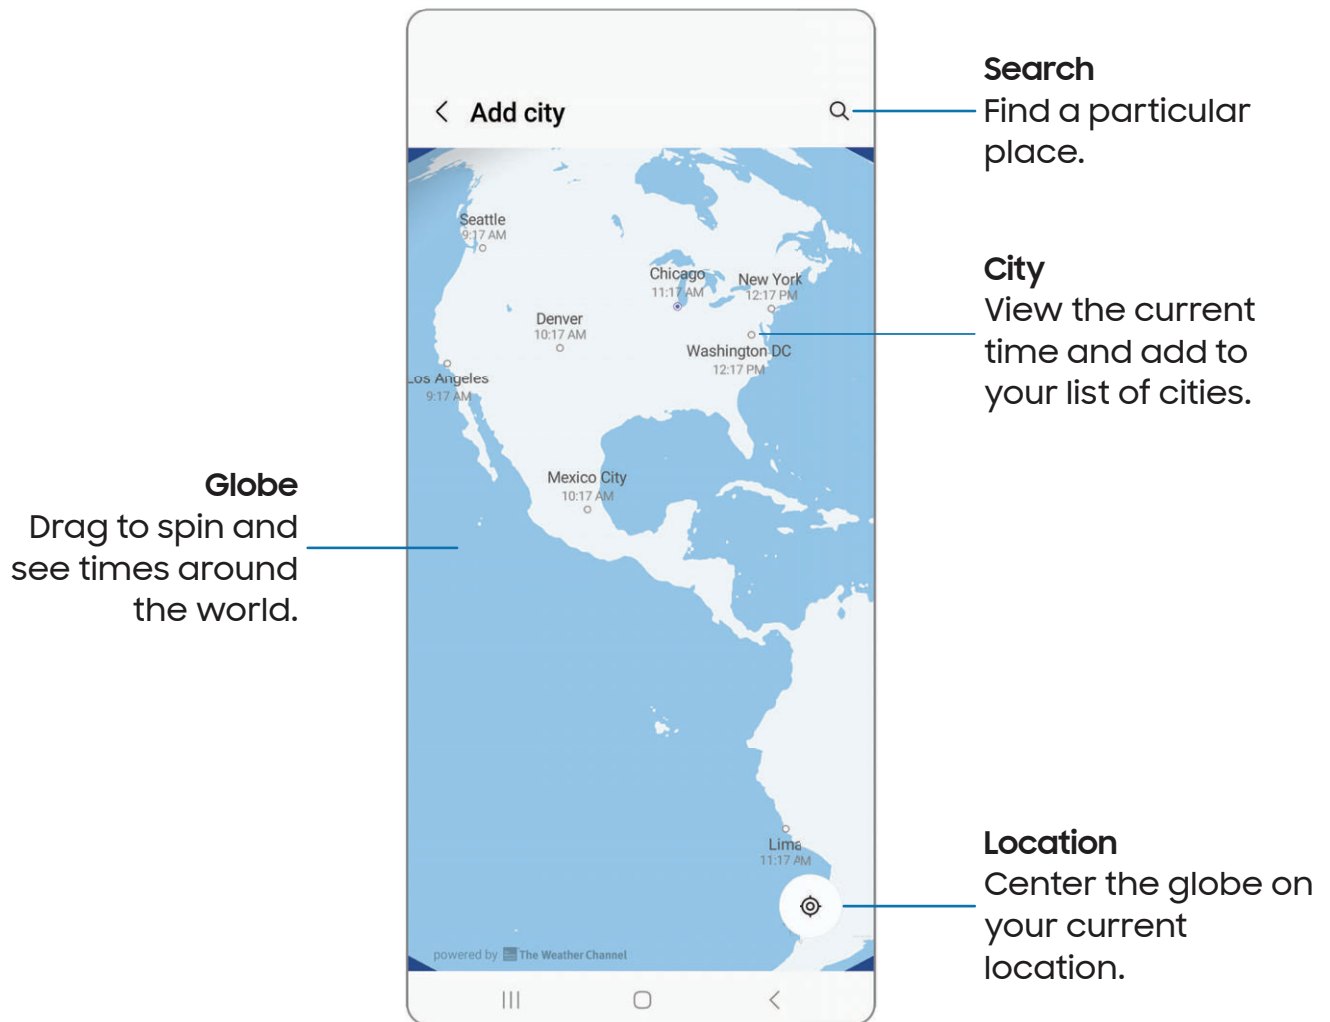 Search
Find a particular
place.
Add city
Seattle
9:17 AM
Chicago
11:17 AM
New York
12:17 PM
City
View the current
time and add to
your list of cities.
Denver
10:17 AM
Washington DC
12:17 PM
Los Angeles
9:17 AM
Mexico City
10:17 AM
Globe
Drag to spin and
see times around
the world.
Lima
11:17 AM
Location
Center the globe on
your current
location.
powered by The Weather Channel